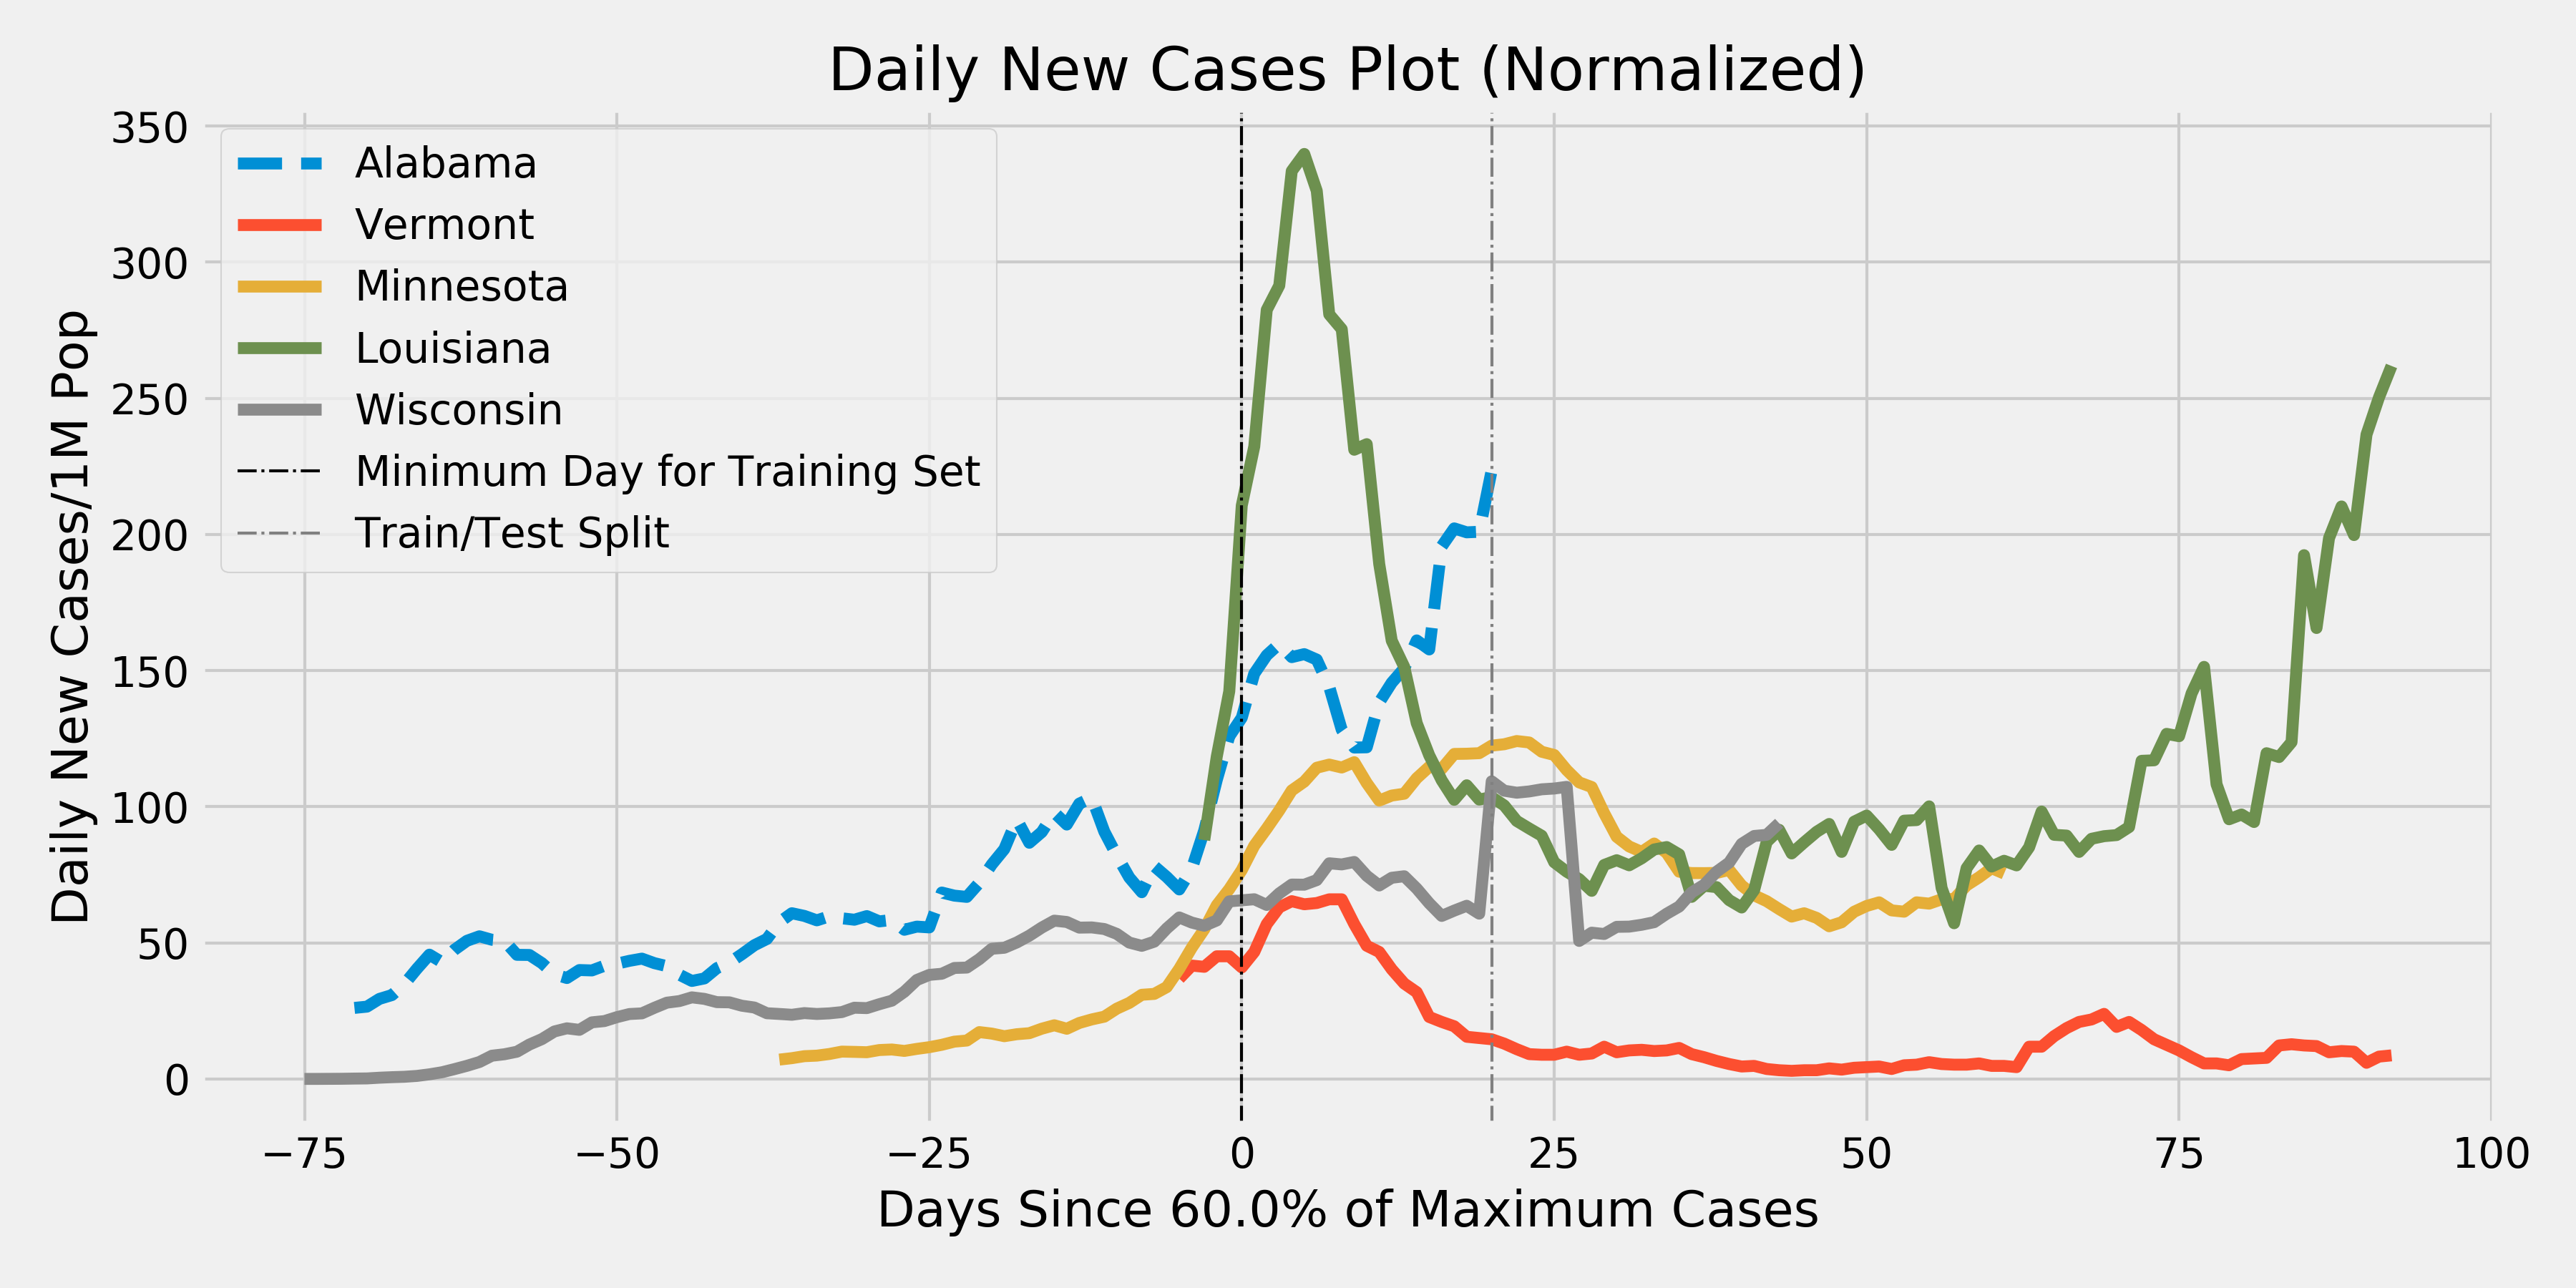 Daily New Cases Plot (Normalized)
Daily New Cases/1M Pop
350
300
250
200
150
100
50
0
Alabama
Vermont
Minnesota
Louisiana
Wisconsin
Minimum Day for Training Set
Train/Test Split
−75 −50 −25 0 25 50 75 100
Days Since 60.0% of Maximum Cases